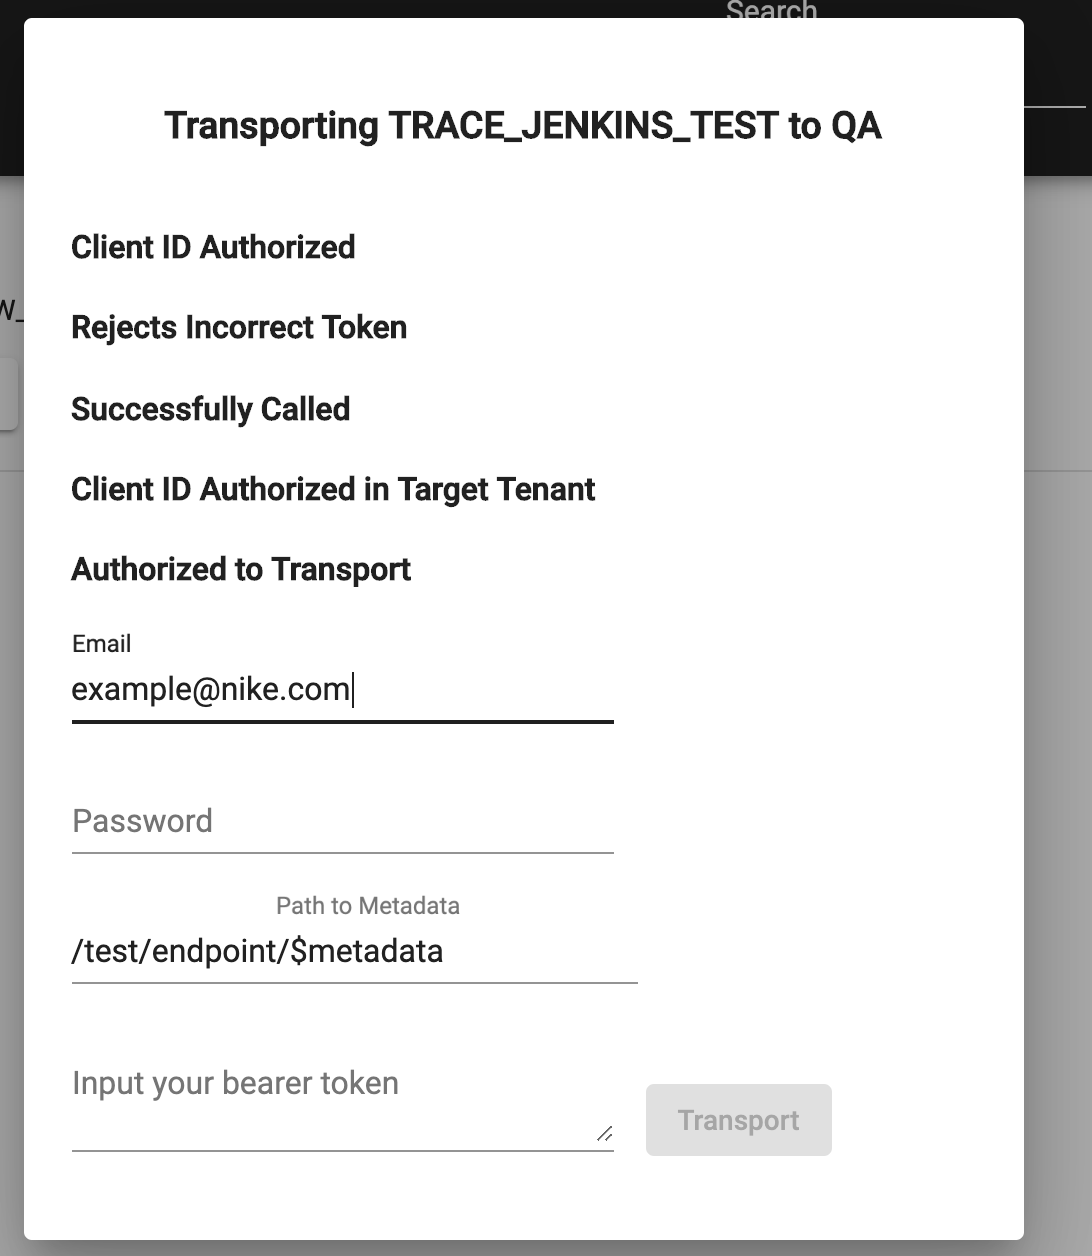 Search
Transporting TRACE_JENKINS_TEST to QA
Client ID Authorized
W_
Rejects Incorrect Token
Successfully Called
Client ID Authorized in Target Tenant
Authorized to Transport
Email
example@nike.com
Password
Path to Metadata
/test/endpoint/$metadata
Input your bearer token
Transport